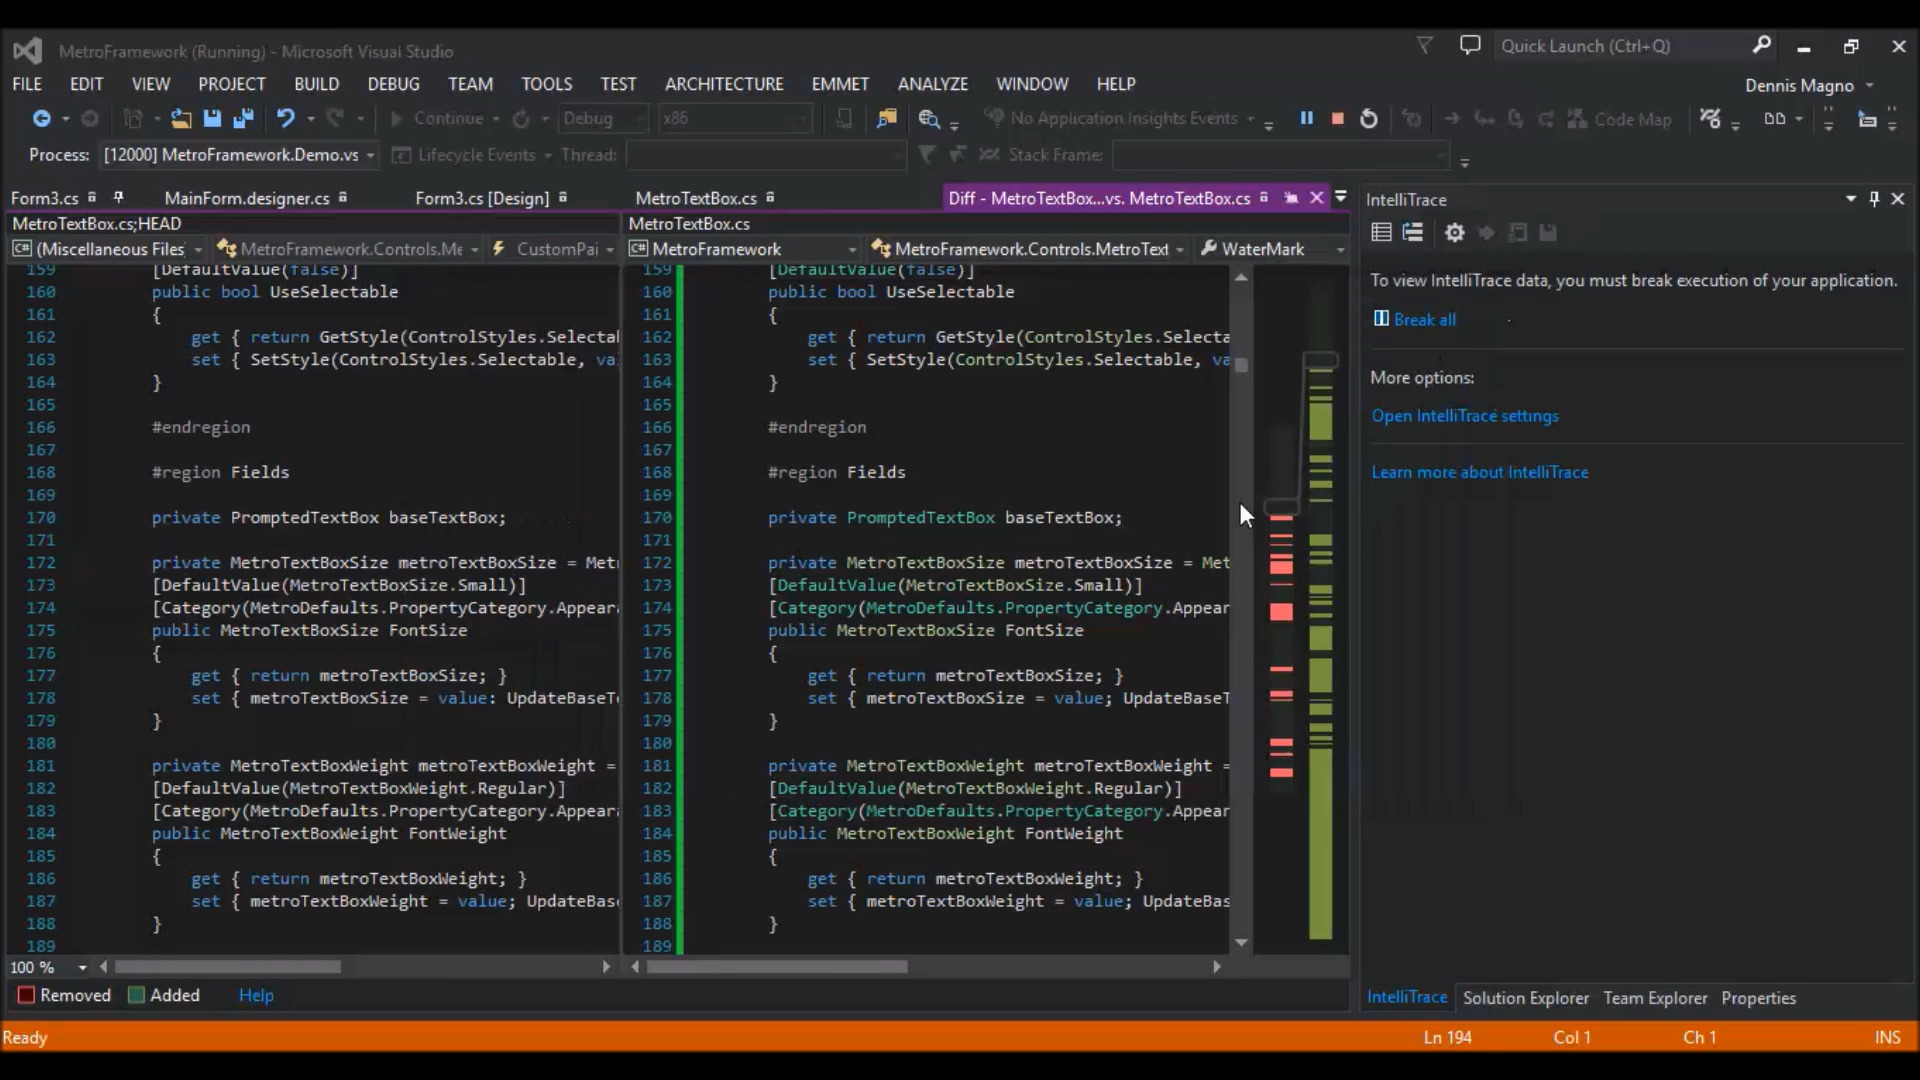 MetroFramework (Running) - Microsoft Visual Studio
Quick Launch (Ctrl+Q)
FILE EDIT VIEW PROJECT BUILD DEBUG TEAM TOOLS TEST ARCHITECTURE EMMET ANALYZE WINDOW HELP
Dennis Magno
Continue Debug x86 No Application Insights Events Code Map
Process: [12000] MetroFramework.Demo.vs Lifecycle Events Thread: Stack Frame:
Form3.cs MainForm.designer.cs Form3.cs [Design] MetroTextBox.cs Diff - MetroTextBox...vs. MetroTextBox.cs
MetroTextBox.cs;HEAD
(Miscellaneous Files) MetroFramework.Controls.Me CustomPai
159 [DefaultValue(false)]
160 public bool UseSelectable
161 {
162 get { return GetStyle(ControlStyles.Selectab
163 set { SetStyle(ControlStyles.Selectable, val
164 }
165
166 #endregion
167
168 #region Fields
169
170 private PromptedTextBox baseTextBox;
171
172 private MetroTextBoxSize metroTextBoxSize = Metr
173 [DefaultValue(MetroTextBoxSize.Small)]
174 [Category(MetroDefaults.PropertyCategory.Appeara
175 public MetroTextBoxSize FontSize
176 {
177 get { return metroTextBoxSize; }
178 set { metroTextBoxSize = value; UpdateBaseTe
179 }
180
181 private MetroTextBoxWeight metroTextBoxWeight =
182 [DefaultValue(MetroTextBoxWeight.Regular)]
183 [Category(MetroDefaults.PropertyCategory.Appeara
184 public MetroTextBoxWeight FontWeight
185 {
186 get { return metroTextBoxWeight; }
187 set { metroTextBoxWeight = value; UpdateBas
188 }
189
MetroTextBox.cs
MetroFramework MetroFramework.Controls.MetroText WaterMark
159 [DefaultValue(false)]
160 public bool UseSelectable
161 {
162 get { return GetStyle(ControlStyles.Selecta
163 set { SetStyle(ControlStyles.Selectable, va
164 }
165
166 #endregion
167
168 #region Fields
169
170 private PromptedTextBox baseTextBox;
171
172 private MetroTextBoxSize metroTextBoxSize = Met
173 [DefaultValue(MetroTextBoxSize.Small)]
174 [Category(MetroDefaults.PropertyCategory.Appear
175 public MetroTextBoxSize FontSize
176 {
177 get { return metroTextBoxSize; }
178 set { metroTextBoxSize = value; UpdateBaseT
179 }
180
181 private MetroTextBoxWeight metroTextBoxWeight =
182 [DefaultValue(MetroTextBoxWeight.Regular)]
183 [Category(MetroDefaults.PropertyCategory.Appear
184 public MetroTextBoxWeight FontWeight
185 {
186 get { return metroTextBoxWeight; }
187 set { metroTextBoxWeight = value; UpdateBas
188 }
189
100 %
Removed Added Help
IntelliTrace
To view IntelliTrace data, you must break execution of your application.
Break all
More options:
Open IntelliTrace settings
Learn more about IntelliTrace
IntelliTrace Solution Explorer Team Explorer Properties
Ready Ln 194 Col 1 Ch 1 INS